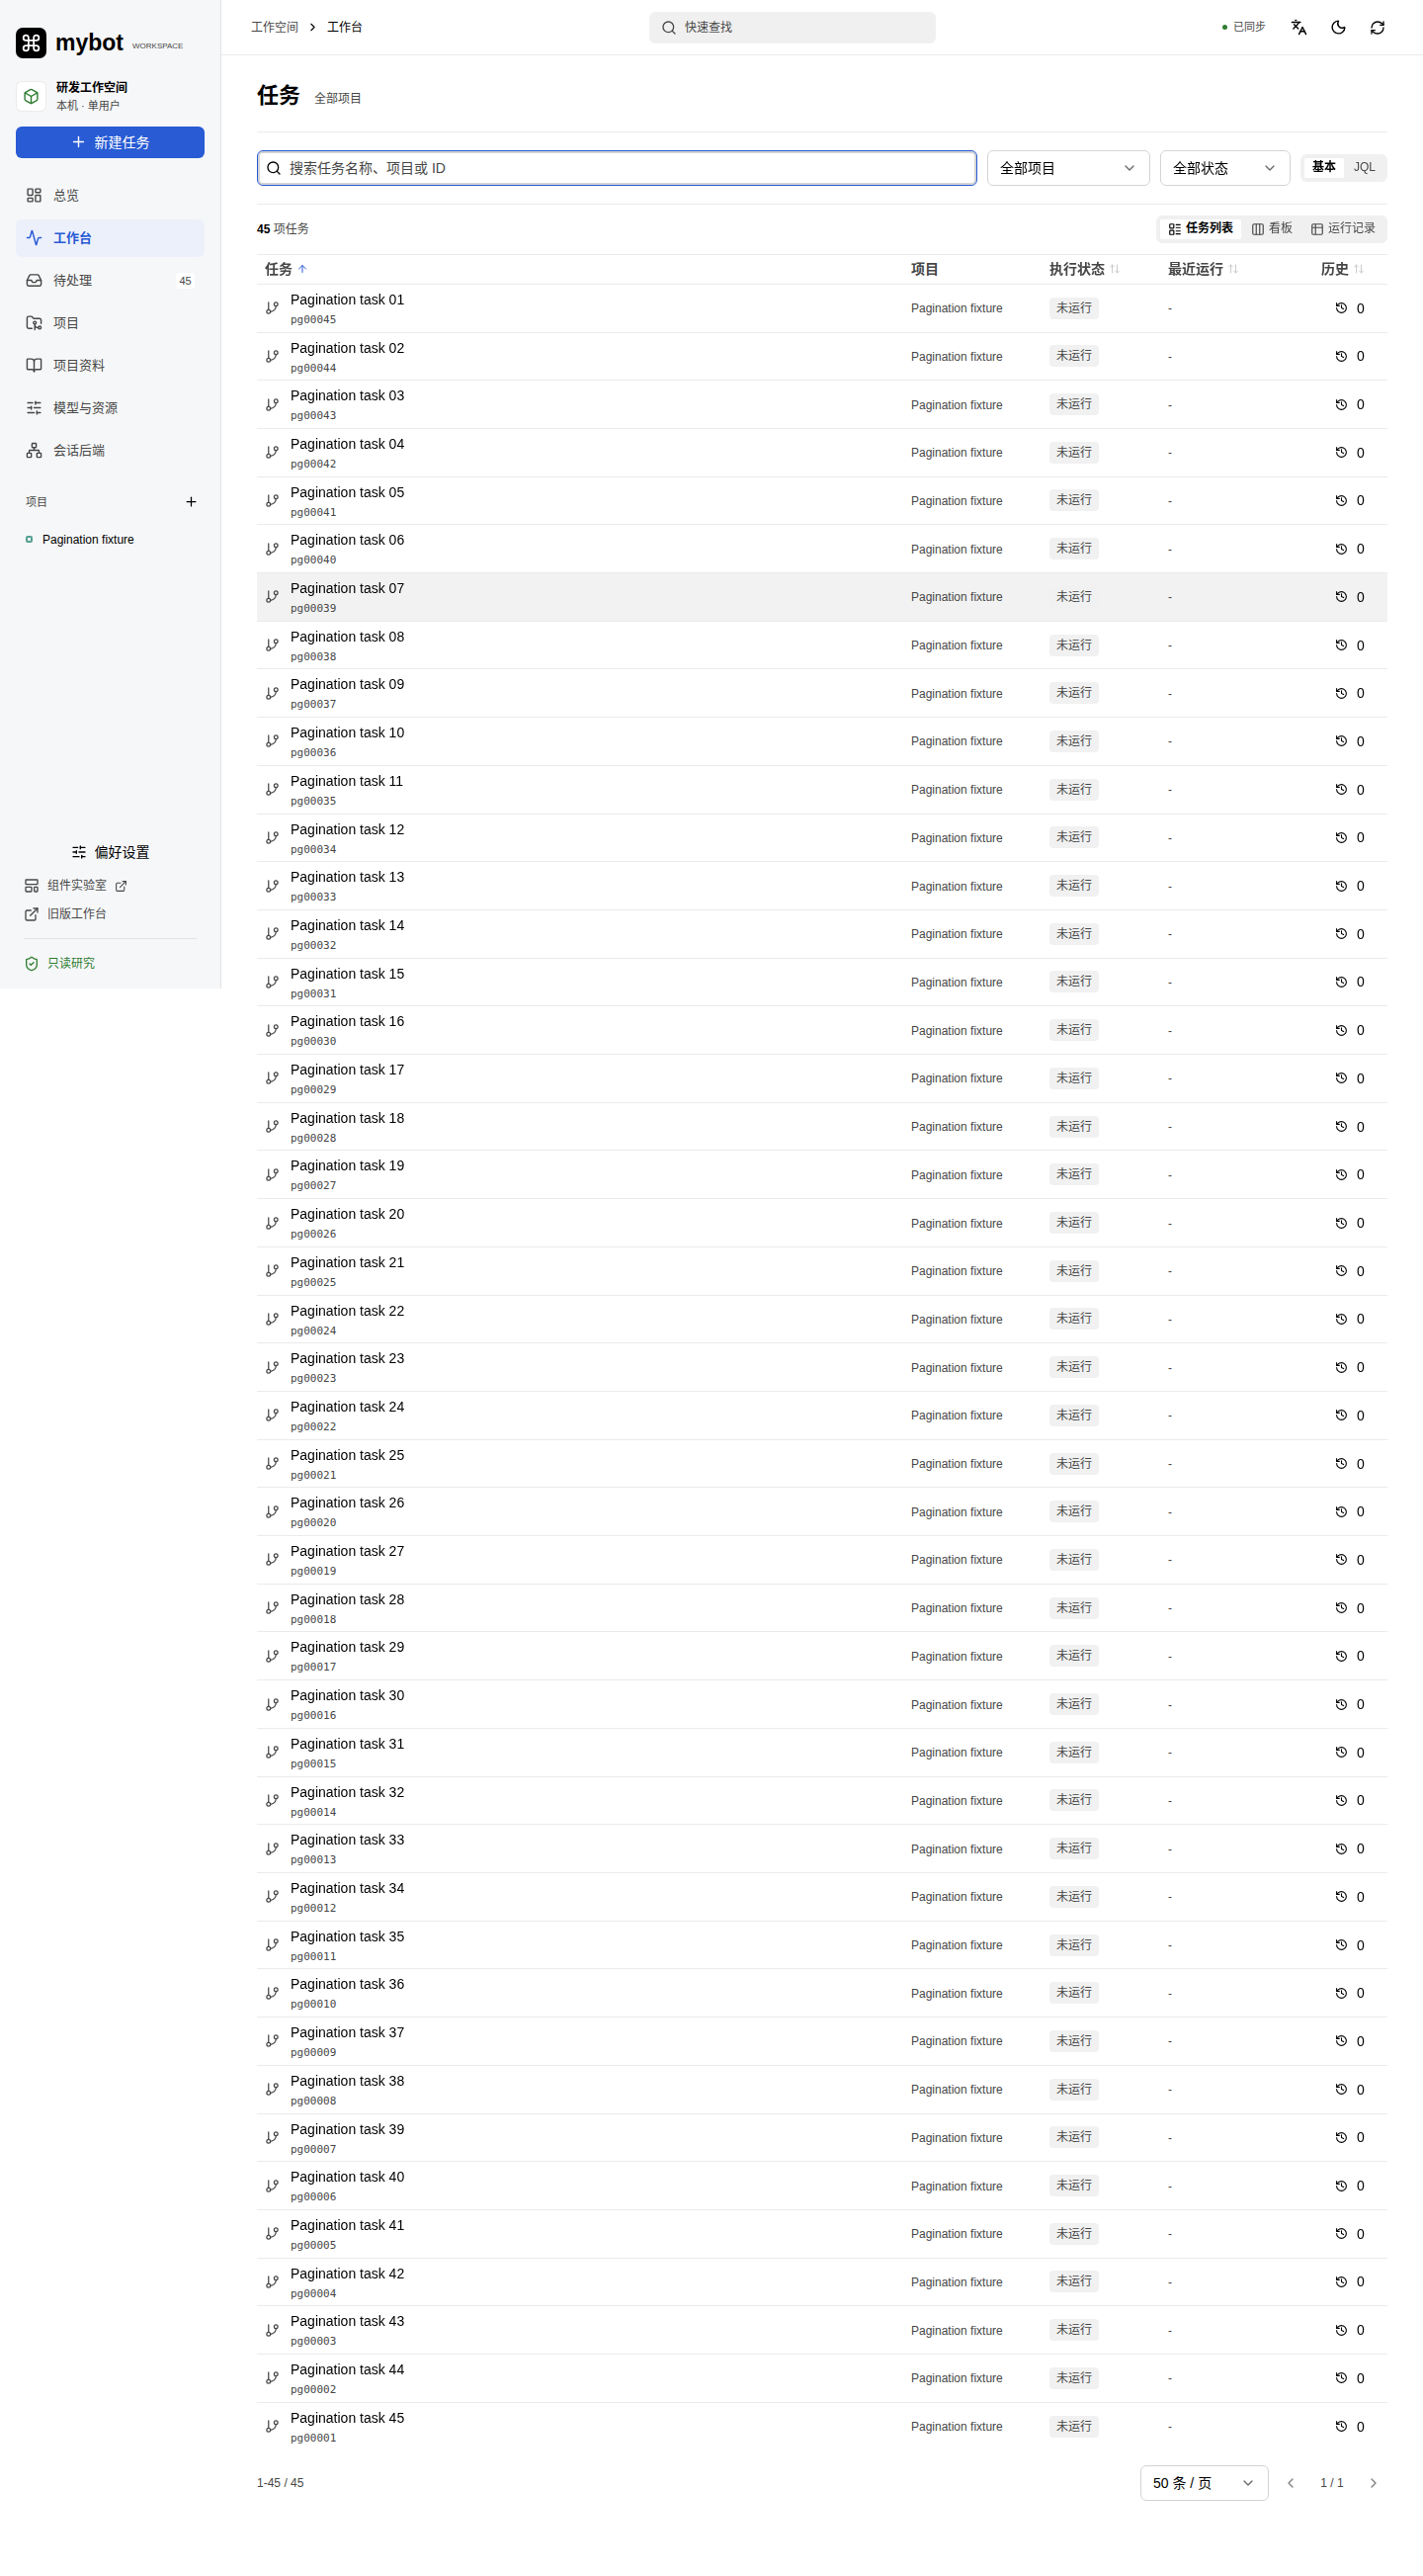 mybot WORKSPACE
研发工作空间
本机 · 单用户
新建任务
总览
工作台
待处理 45
项目
项目资料
模型与资源
会话后端
项目
Pagination fixture
偏好设置
组件实验室
旧版工作台
只读研究
工作空间 工作台
快速查找
已同步
任务 全部项目
搜索任务名称、项目或 ID
全部项目
全部状态
基本 JQL
45 项任务
任务列表 看板 运行记录
任务 项目 执行状态 最近运行 历史
Pagination task 01
pg00045
Pagination fixture 未运行 - 0
Pagination task 02
pg00044
Pagination fixture 未运行 - 0
Pagination task 03
pg00043
Pagination fixture 未运行 - 0
Pagination task 04
pg00042
Pagination fixture 未运行 - 0
Pagination task 05
pg00041
Pagination fixture 未运行 - 0
Pagination task 06
pg00040
Pagination fixture 未运行 - 0
Pagination task 07
pg00039
Pagination fixture 未运行 - 0
Pagination task 08
pg00038
Pagination fixture 未运行 - 0
Pagination task 09
pg00037
Pagination fixture 未运行 - 0
Pagination task 10
pg00036
Pagination fixture 未运行 - 0
Pagination task 11
pg00035
Pagination fixture 未运行 - 0
Pagination task 12
pg00034
Pagination fixture 未运行 - 0
Pagination task 13
pg00033
Pagination fixture 未运行 - 0
Pagination task 14
pg00032
Pagination fixture 未运行 - 0
Pagination task 15
pg00031
Pagination fixture 未运行 - 0
Pagination task 16
pg00030
Pagination fixture 未运行 - 0
Pagination task 17
pg00029
Pagination fixture 未运行 - 0
Pagination task 18
pg00028
Pagination fixture 未运行 - 0
Pagination task 19
pg00027
Pagination fixture 未运行 - 0
Pagination task 20
pg00026
Pagination fixture 未运行 - 0
Pagination task 21
pg00025
Pagination fixture 未运行 - 0
Pagination task 22
pg00024
Pagination fixture 未运行 - 0
Pagination task 23
pg00023
Pagination fixture 未运行 - 0
Pagination task 24
pg00022
Pagination fixture 未运行 - 0
Pagination task 25
pg00021
Pagination fixture 未运行 - 0
Pagination task 26
pg00020
Pagination fixture 未运行 - 0
Pagination task 27
pg00019
Pagination fixture 未运行 - 0
Pagination task 28
pg00018
Pagination fixture 未运行 - 0
Pagination task 29
pg00017
Pagination fixture 未运行 - 0
Pagination task 30
pg00016
Pagination fixture 未运行 - 0
Pagination task 31
pg00015
Pagination fixture 未运行 - 0
Pagination task 32
pg00014
Pagination fixture 未运行 - 0
Pagination task 33
pg00013
Pagination fixture 未运行 - 0
Pagination task 34
pg00012
Pagination fixture 未运行 - 0
Pagination task 35
pg00011
Pagination fixture 未运行 - 0
Pagination task 36
pg00010
Pagination fixture 未运行 - 0
Pagination task 37
pg00009
Pagination fixture 未运行 - 0
Pagination task 38
pg00008
Pagination fixture 未运行 - 0
Pagination task 39
pg00007
Pagination fixture 未运行 - 0
Pagination task 40
pg00006
Pagination fixture 未运行 - 0
Pagination task 41
pg00005
Pagination fixture 未运行 - 0
Pagination task 42
pg00004
Pagination fixture 未运行 - 0
Pagination task 43
pg00003
Pagination fixture 未运行 - 0
Pagination task 44
pg00002
Pagination fixture 未运行 - 0
Pagination task 45
pg00001
Pagination fixture 未运行 - 0
1-45 / 45
50 条 / 页
1 / 1